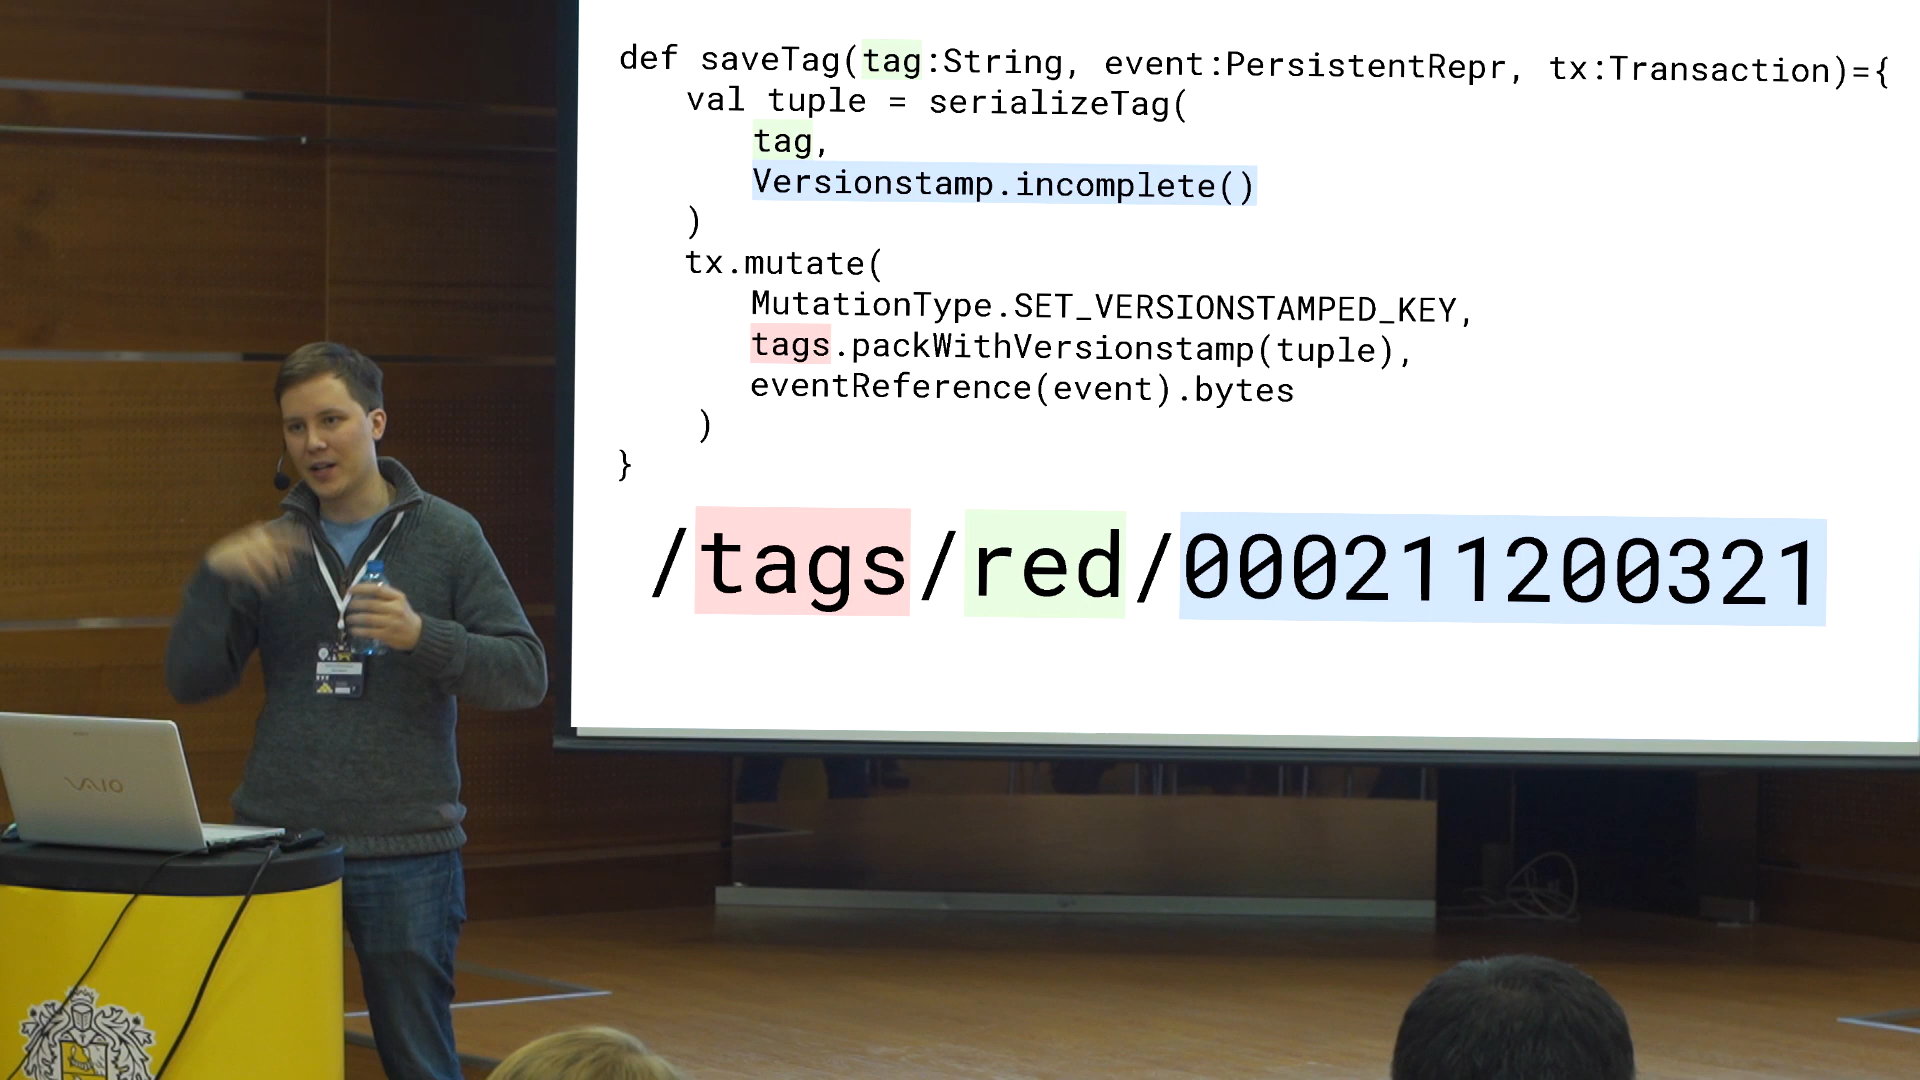 def saveTag(tag:String, event:PersistentRepr, tx:Transaction)={
val tuple = serializeTag(
tag,
Versionstamp.incomplete()
)
tx.mutate(
MutationType.SET_VERSIONSTAMPED_KEY,
tags.packWithVersionstamp(tuple),
eventReference(event).bytes
)
}
/tags/red/000211200321
VAIO